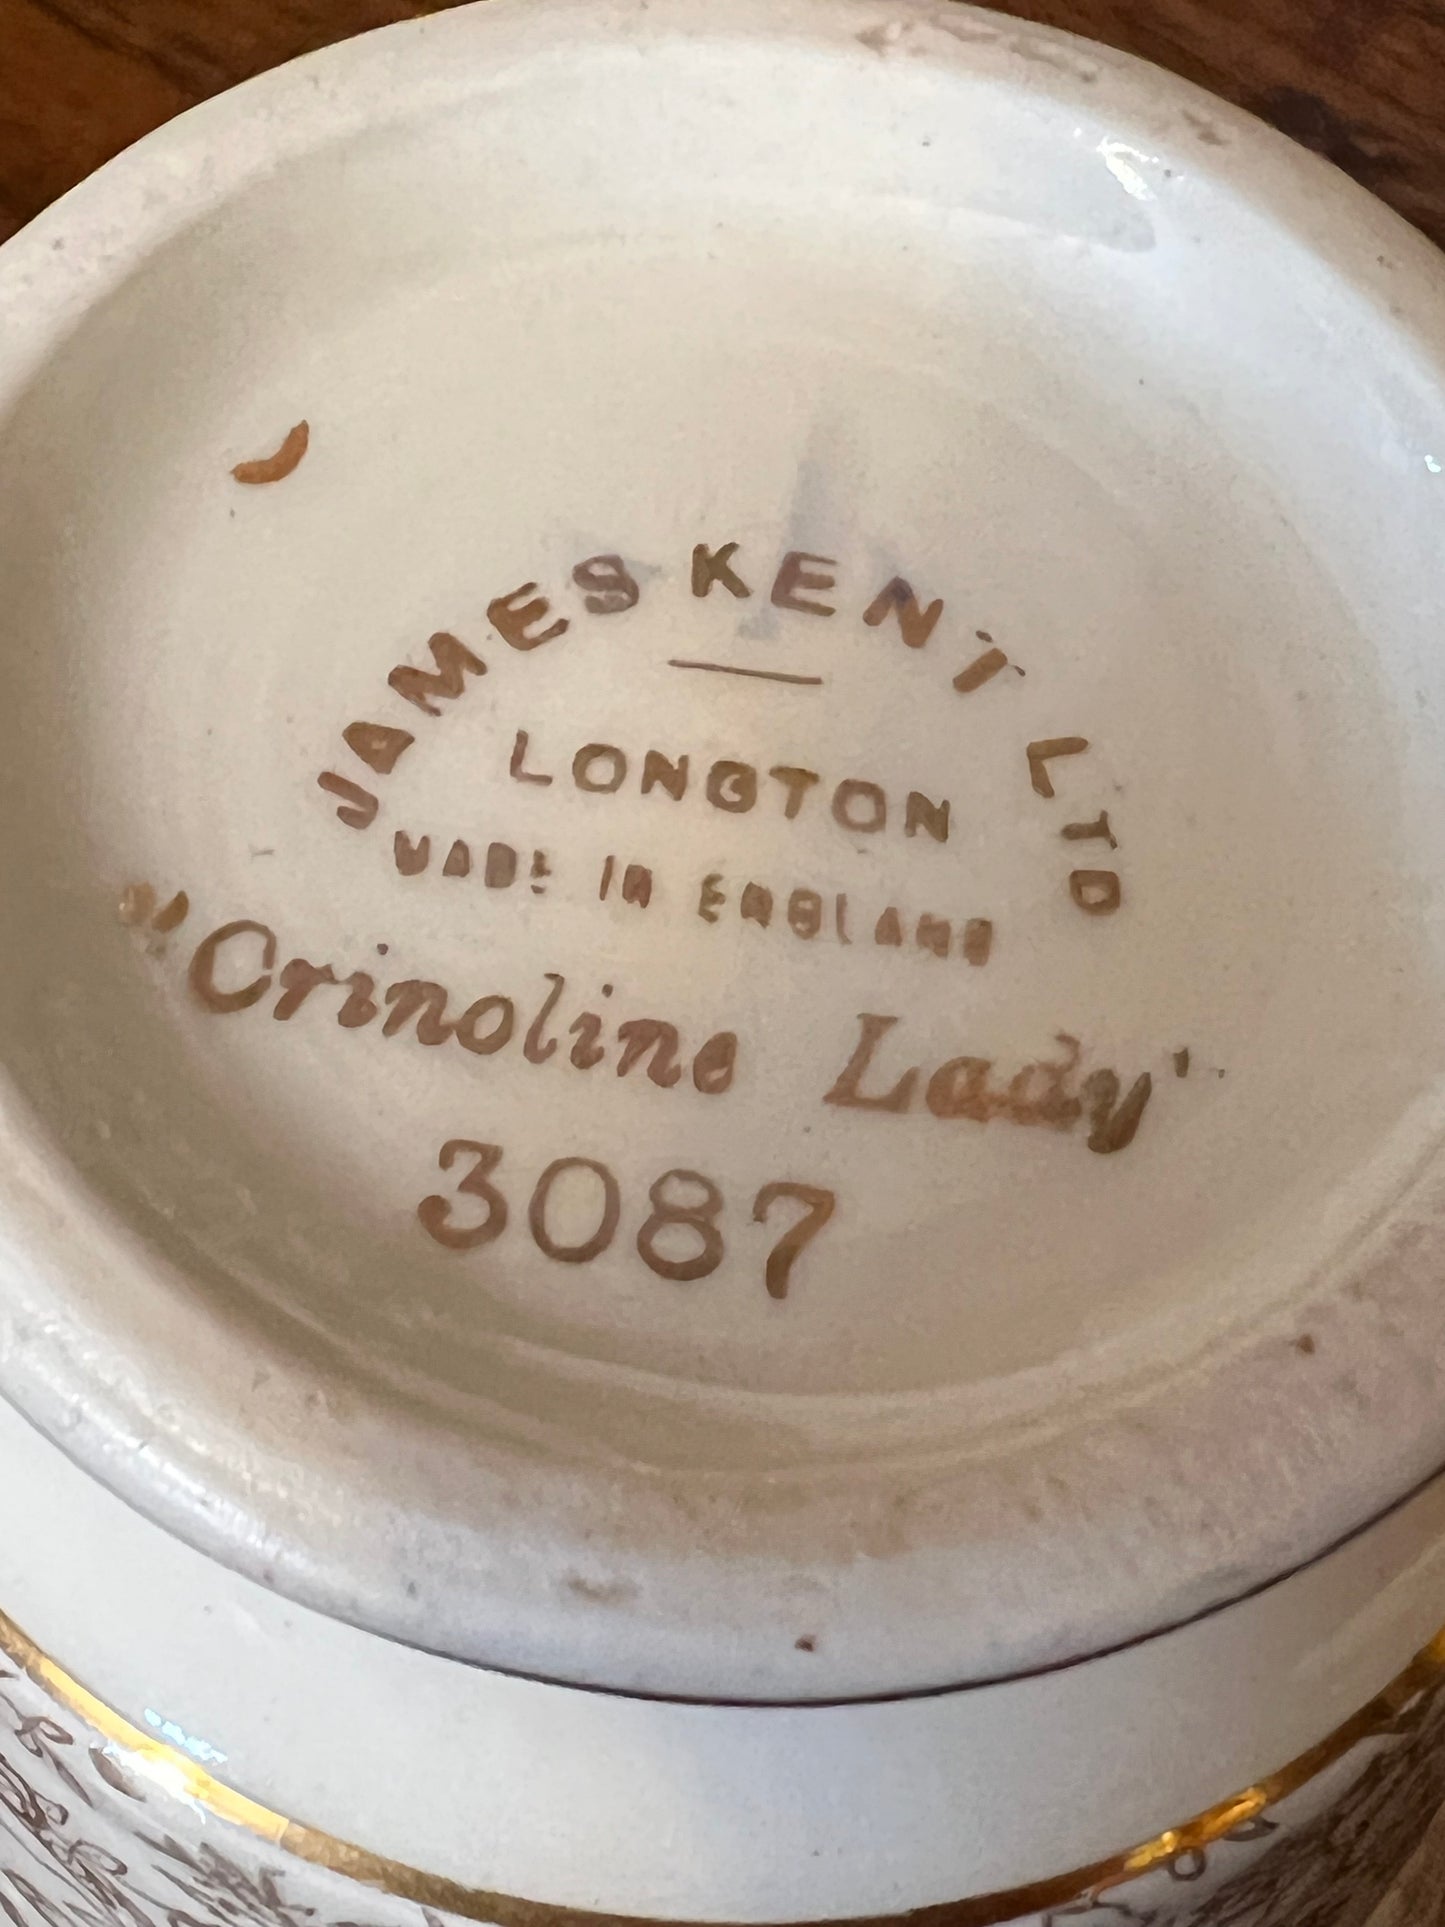 JAMES KENT LTD
LONGTON
MADE IN ENGLAND
"Crinoline Lady"
3087